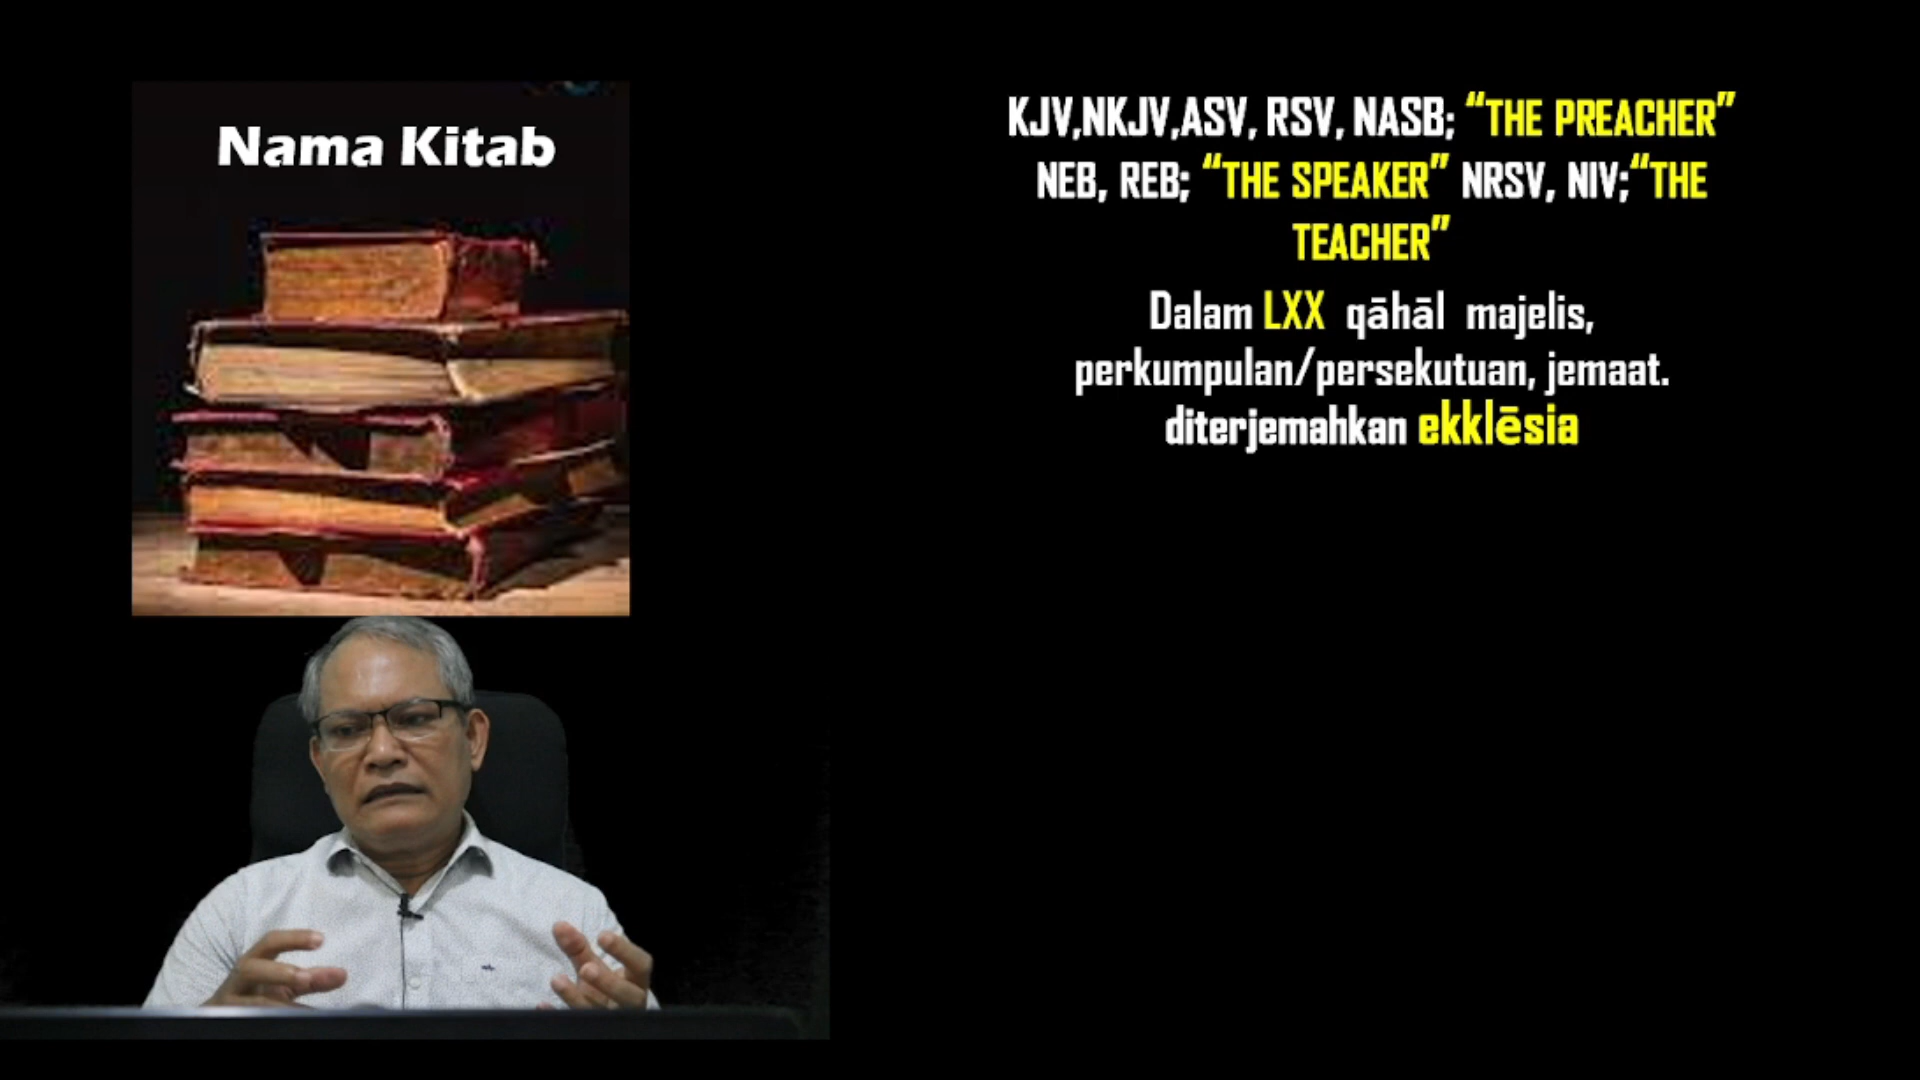 Nama Kitab
KJV,NKJV,ASV, RSV, NASB; “THE PREACHER”
NEB, REB; “THE SPEAKER” NRSV, NIV;“THE
TEACHER”
Dalam LXX qāhāl majelis,
perkumpulan/persekutuan, jemaat.
diterjemahkan ekklēsia